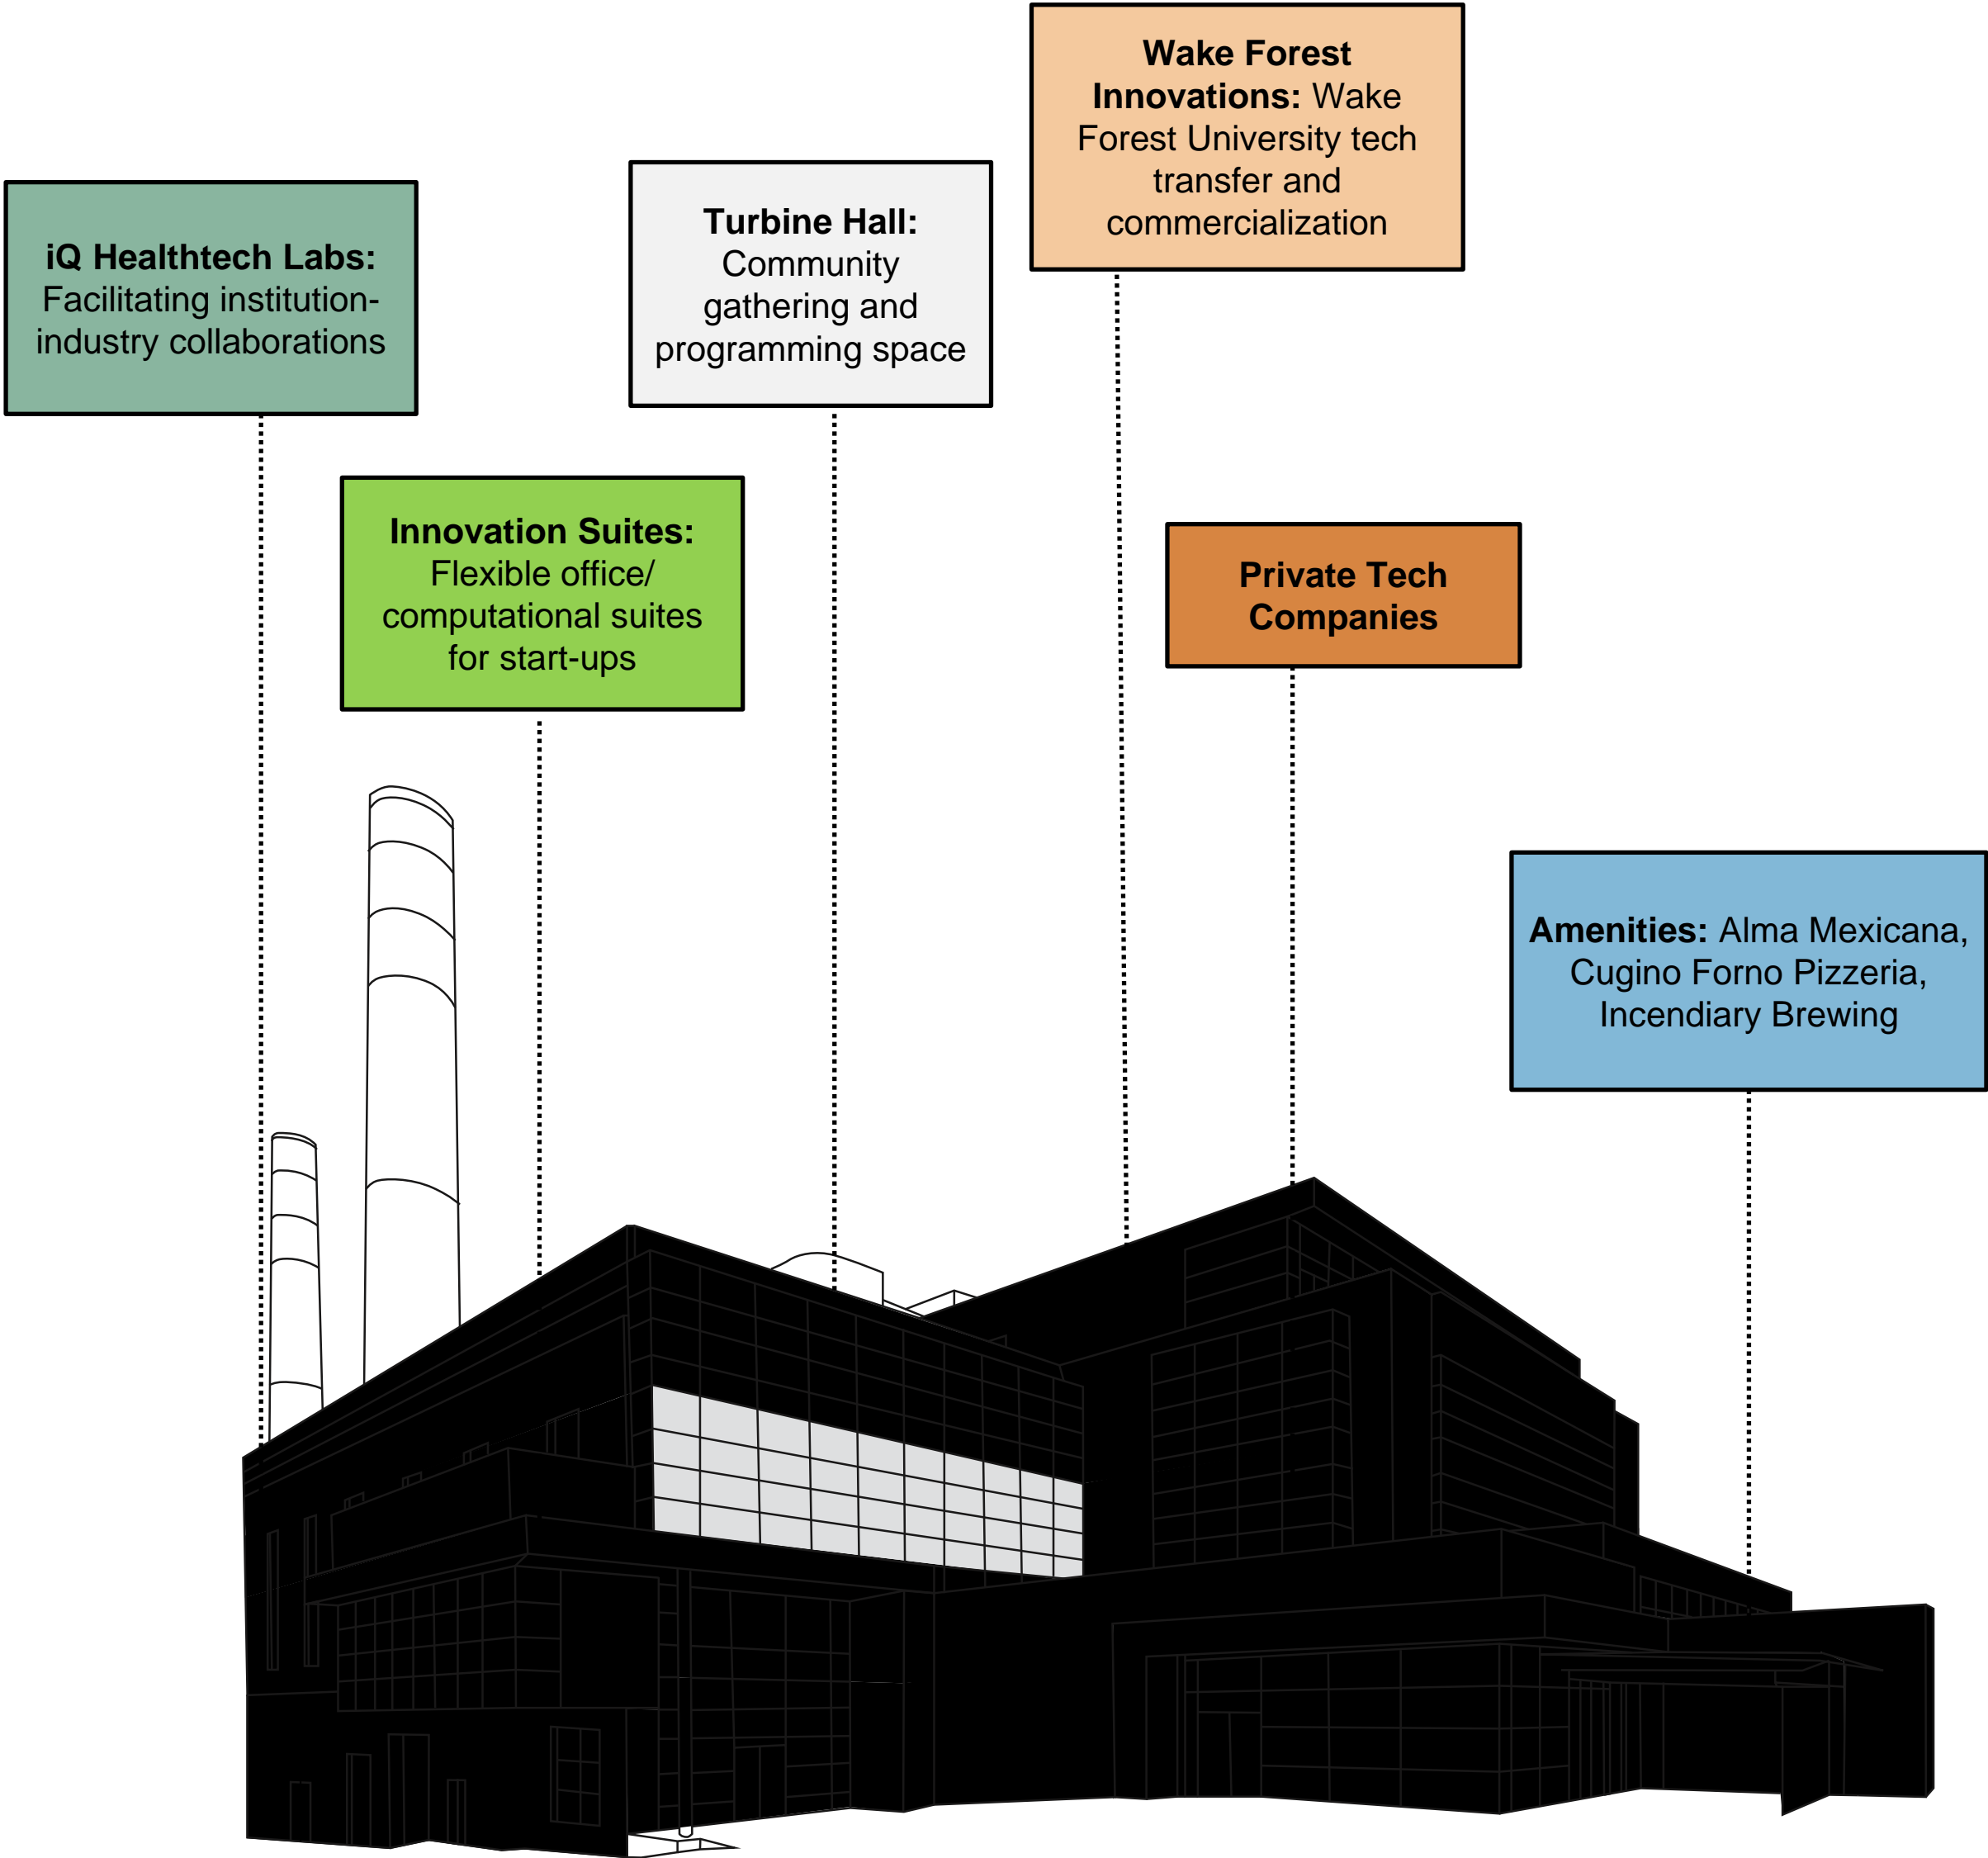 Wake Forest
Innovations: Wake
Forest University tech
transfer and
commercialization
iQ Healthtech Labs:
Facilitating institution-
industry collaborations
Turbine Hall:
Community
gathering and
programming space
Innovation Suites:
Flexible office/
computational suites
for start-ups
Private Tech
Companies
Amenities: Alma Mexicana,
Cugino Forno Pizzeria,
Incendiary Brewing